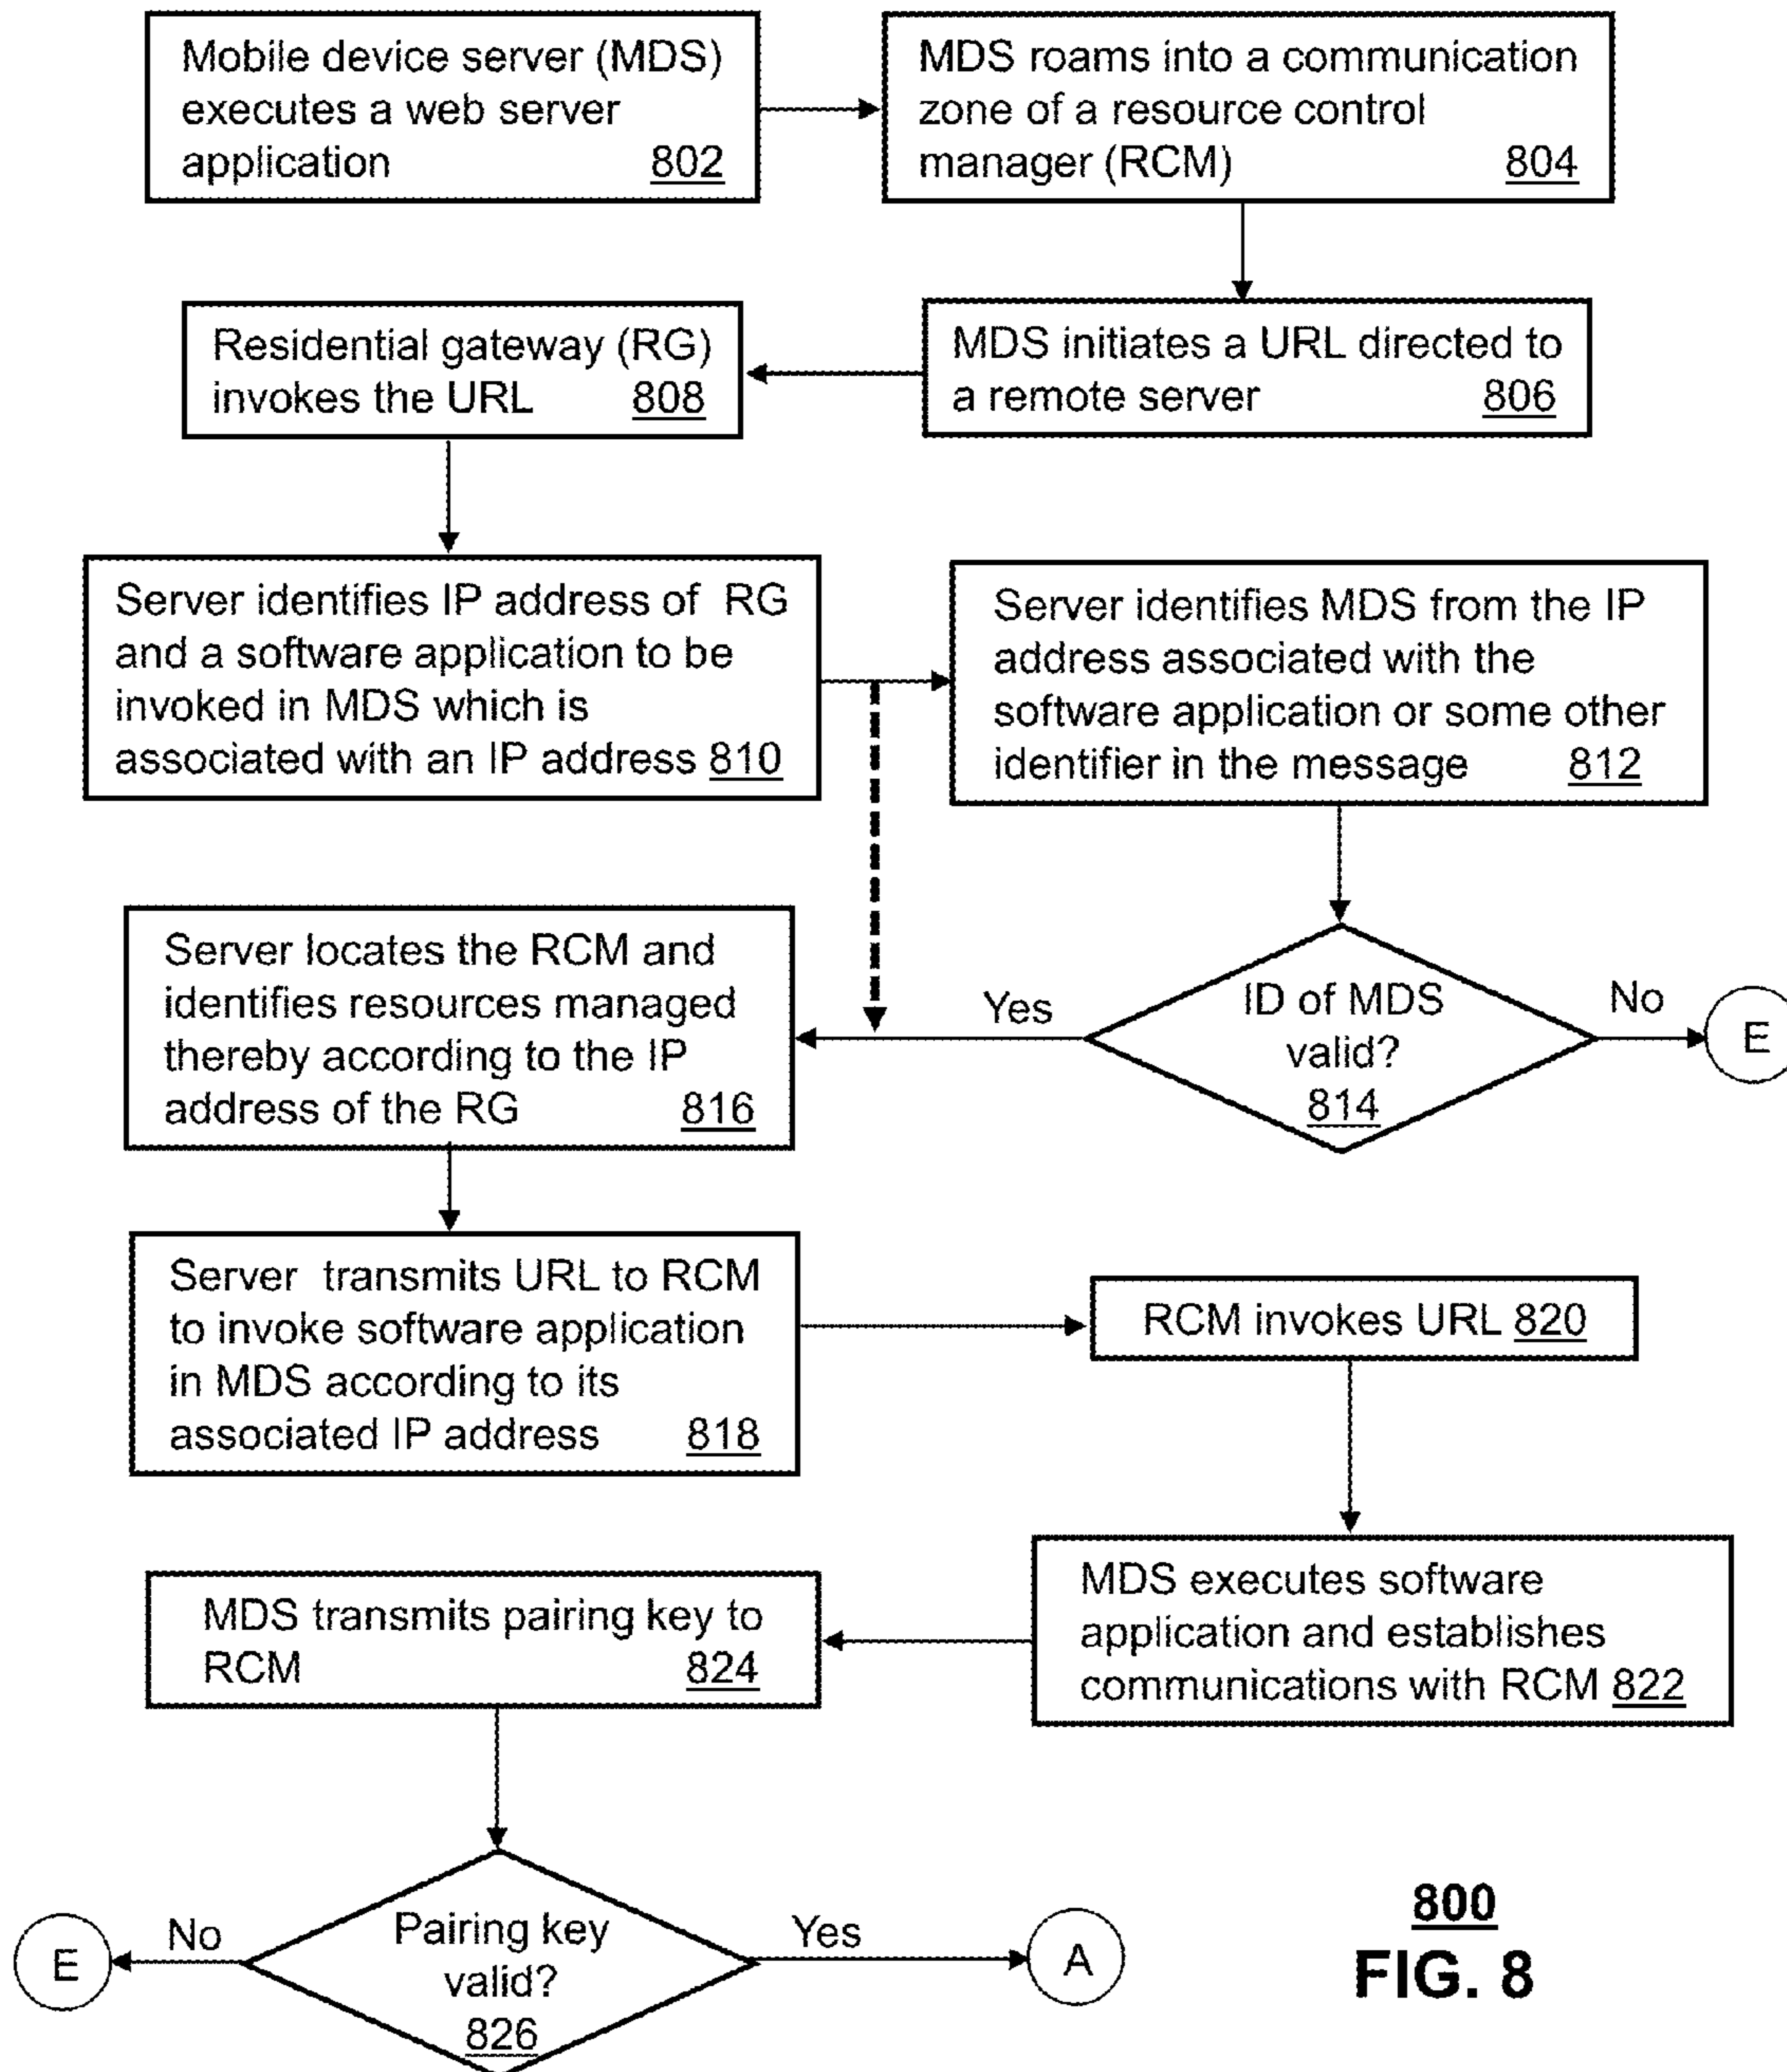 Mobile device server (MDS)
executes a web server
application 802
MDS roams into a communication
zone of a resource control
manager (RCM) 804
Residential gateway (RG)
invokes the URL 808
MDS initiates a URL directed to
a remote server 806
Server identifies IP address of RG
and a software application to be
invoked in MDS which is
associated with an IP address 810
Server identifies MDS from the IP
address associated with the
software application or some other
identifier in the message 812
Server locates the RCM and
identifies resources managed
thereby according to the IP
address of the RG 816
Yes
ID of MDS
valid?
814
No
E
Server transmits URL to RCM
to invoke software application
in MDS according to its
associated IP address 818
RCM invokes URL 820
MDS transmits pairing key to
RCM 824
MDS executes software
application and establishes
communications with RCM 822
E
No
Pairing key
valid?
826
Yes
A
800
FIG. 8